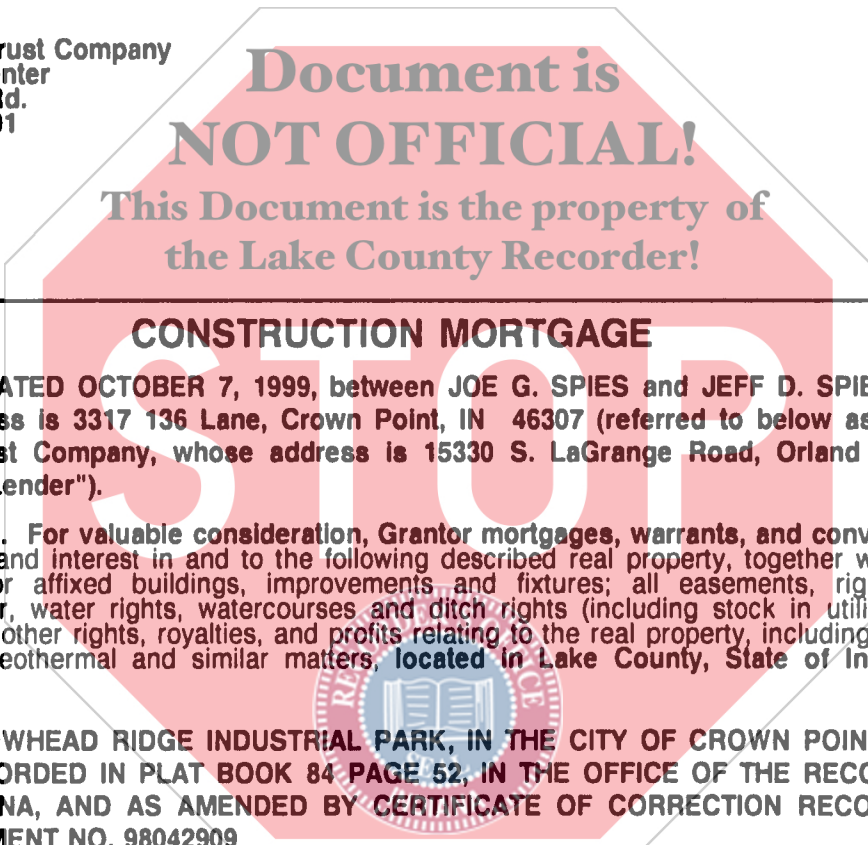 rust Company
nter
Rd.
01
Document is
NOT OFFICIAL!
This Document is the property of
the Lake County Recorder!
STOP
CONSTRUCTION MORTGAGE
ATED OCTOBER 7, 1999, between JOE G. SPIES and JEFF D. SPIE
ss is 3317 136 Lane, Crown Point, IN 46307 (referred to below as
st Company, whose address is 15330 S. LaGrange Road, Orland
ender").
. For valuable consideration, Grantor mortgages, warrants, and conv
and interest in and to the following described real property, together w
or affixed buildings, improvements and fixtures; all easements, rig
r, water rights, watercourses and ditch rights (including stock in utili
other rights, royalties, and profits relating to the real property, including
eothermal and similar matters, located in Lake County, State of In
WHEAD RIDGE INDUSTRIAL PARK, IN THE CITY OF CROWN POIN
ORDED IN PLAT BOOK 84 PAGE 52, IN THE OFFICE OF THE RECO
NA, AND AS AMENDED BY CERTIFICATE OF CORRECTION RECO
MENT NO. 98042909